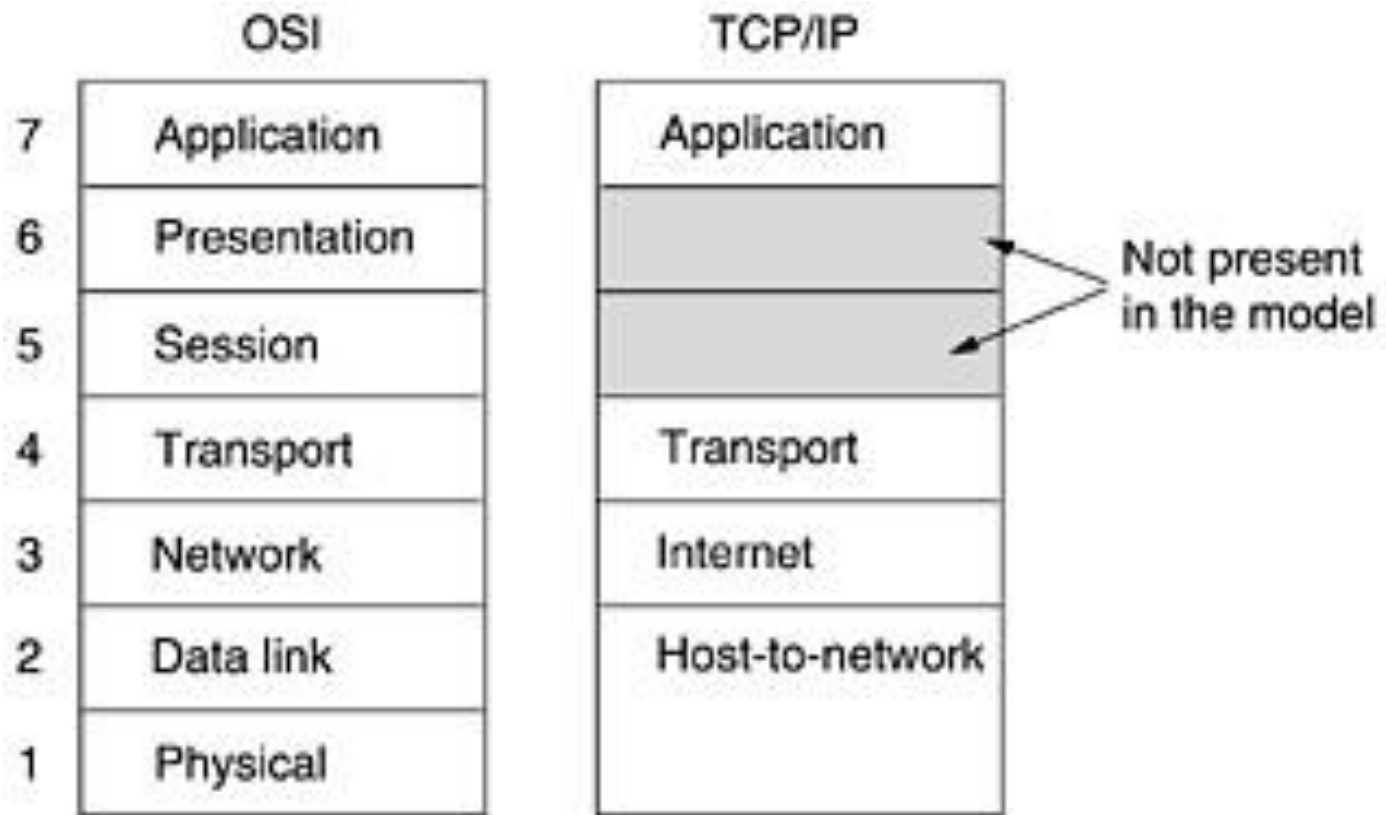 OSI TCP/IP
7 Application Application
6 Presentation
Not present
in the model
5 Session
4 Transport Transport
3 Network Internet
2 Data link Host-to-network
1 Physical